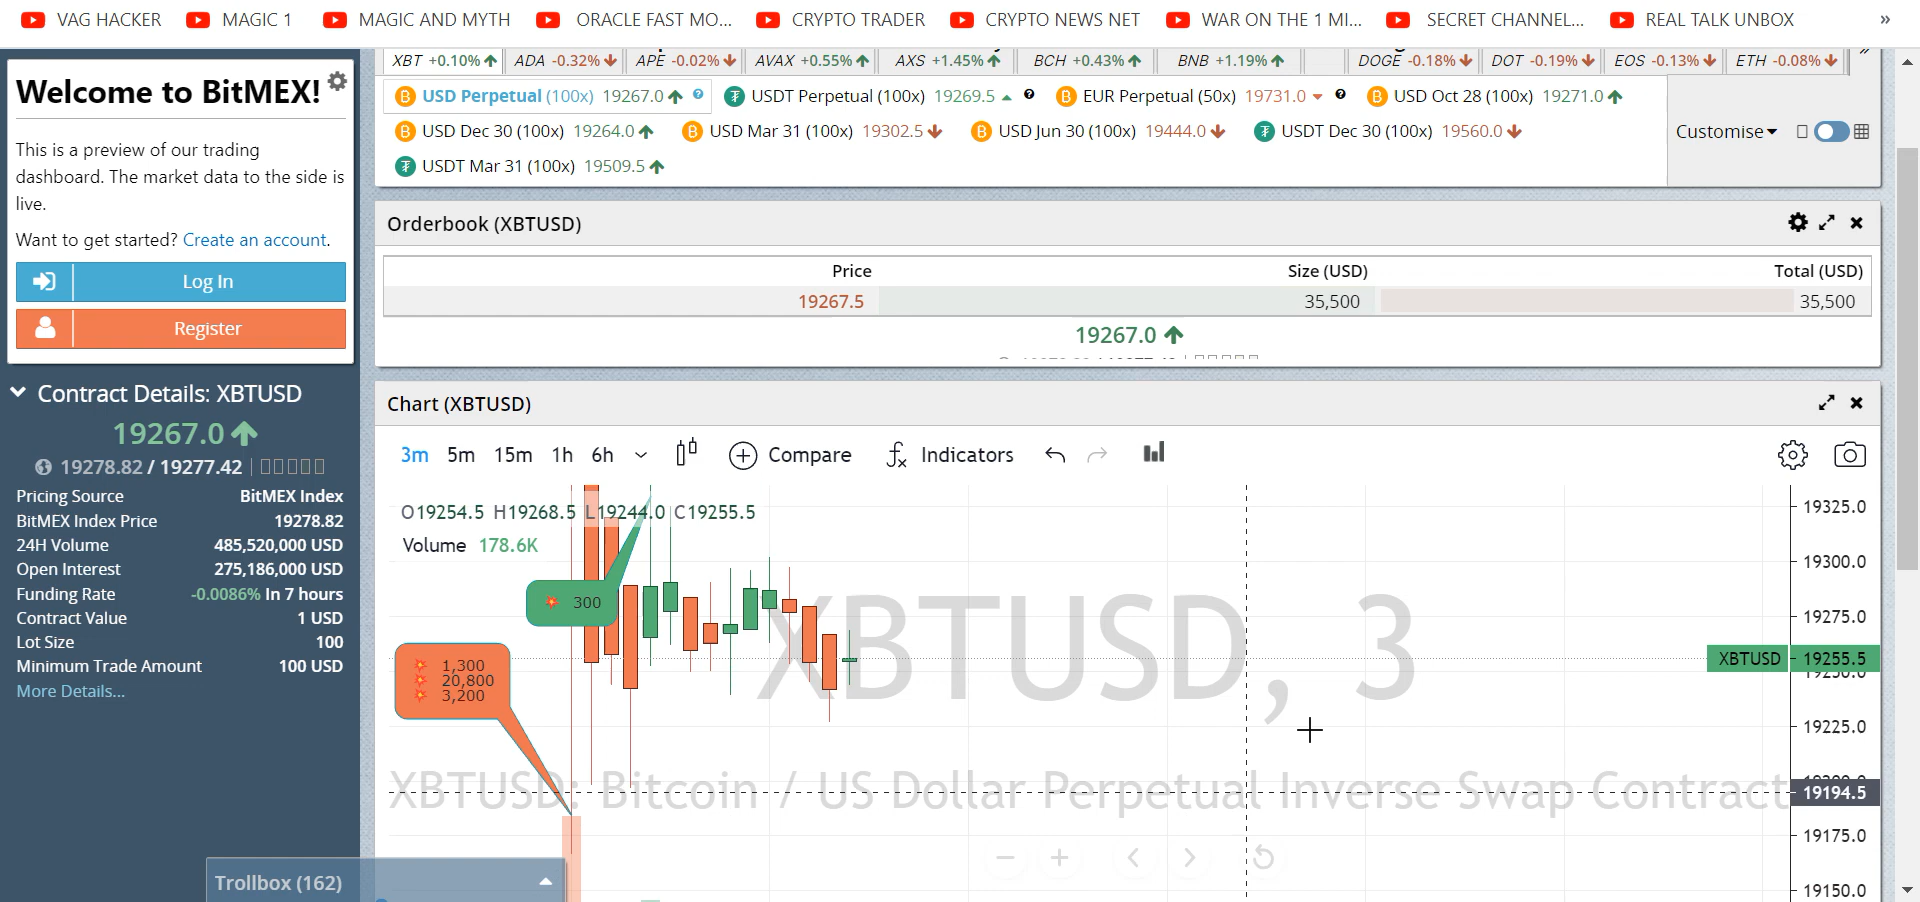 VAG HACKER MAGIC 1 MAGIC AND MYTH ORACLE FAST MO... CRYPTO TRADER CRYPTO NEWS NET WAR ON THE 1 MI... SECRET CHANNEL... REAL TALK UNBOX »
XBT +0.10% ADA -0.32% APE -0.02% AVAX +0.55% AXS +1.45% BCH +0.43% BNB +1.19% DOGE -0.18% DOT -0.19% EOS -0.13% ETH -0.08%
USD Perpetual (100x) 19267.0 USDT Perpetual (100x) 19269.5 EUR Perpetual (50x) 19731.0 USD Oct 28 (100x) 19271.0
USD Dec 30 (100x) 19264.0 USD Mar 31 (100x) 19302.5 USD Jun 30 (100x) 19444.0 USDT Dec 30 (100x) 19560.0
USDT Mar 31 (100x) 19509.5
Customise
Welcome to BitMEX!
This is a preview of our trading
dashboard. The market data to the side is
live.
Want to get started? Create an account.
Log In
Register
Contract Details: XBTUSD
19267.0
19278.82 / 19277.42
Pricing Source BitMEX Index
BitMEX Index Price 19278.82
24H Volume 485,520,000 USD
Open Interest 275,186,000 USD
Funding Rate -0.0086% In 7 hours
Contract Value 1 USD
Lot Size 100
Minimum Trade Amount 100 USD
More Details...
Orderbook (XBTUSD)
Price Size (USD) Total (USD)
19267.5 35,500 35,500
19267.0
Chart (XBTUSD)
3m 5m 15m 1h 6h Compare Indicators
O19254.5 H19268.5 L19244.0 C19255.5
Volume 178.6K
300
1,300
20,800
3,200
XBTUSD, 3
XBTUSD: Bitcoin / US Dollar Perpetual Inverse Swap Contract
19325.0
19300.0
19275.0
XBTUSD 19255.5
19250.0
19225.0
19194.5
19175.0
19150.0
Trollbox (162)